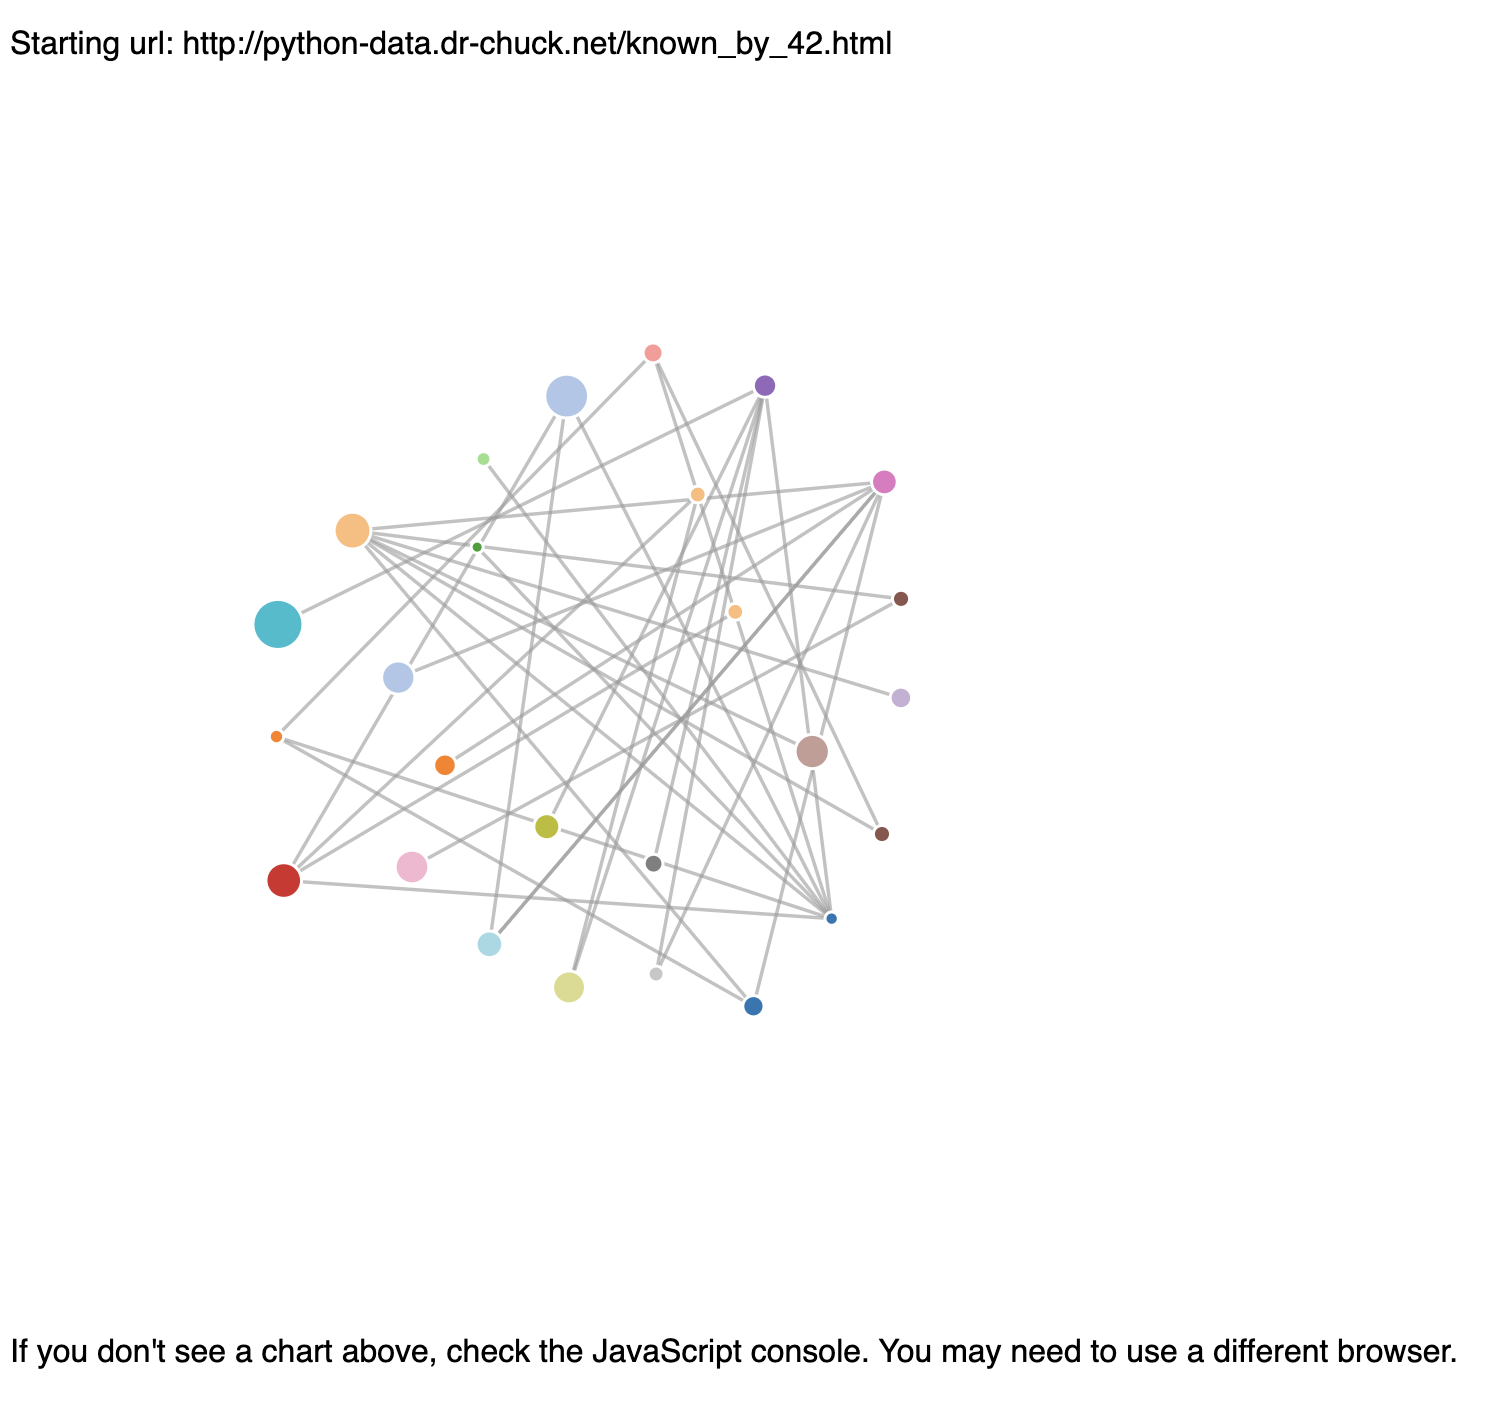 Starting url: http://python-data.dr-chuck.net/known_by_42.html
If you don't see a chart above, check the JavaScript console. You may need to use a different browser.